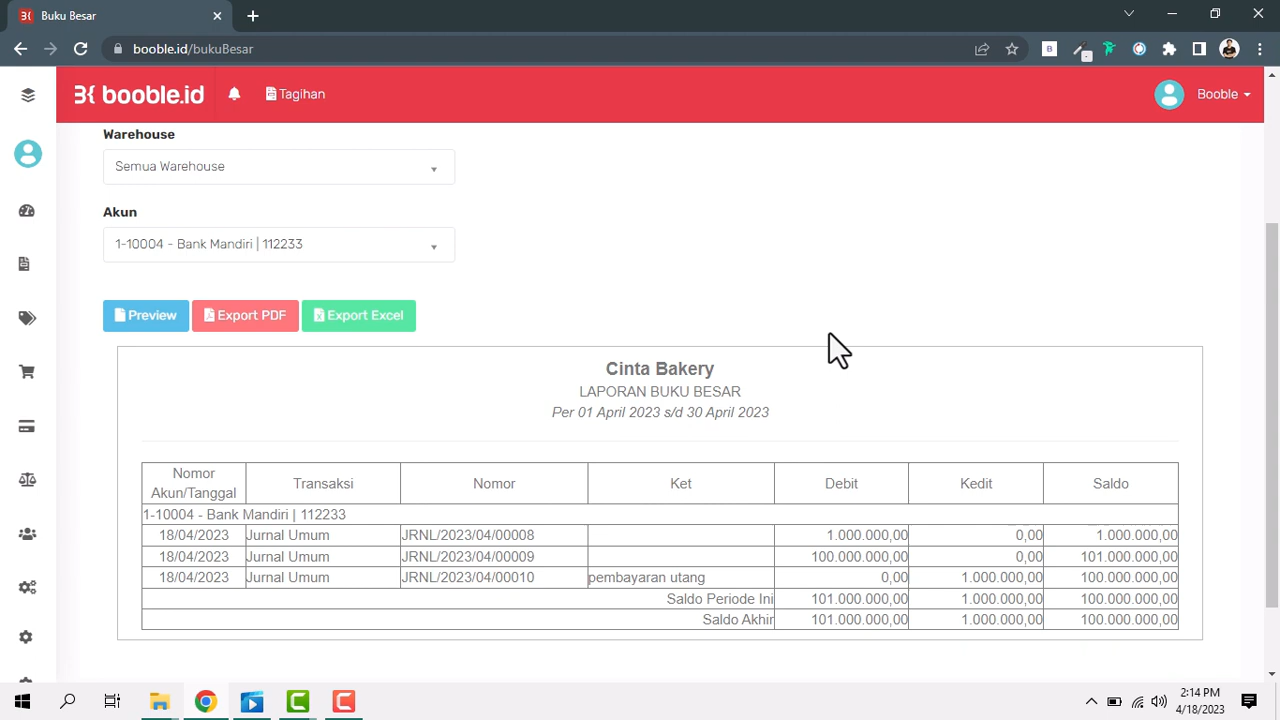 Buku Besar
booble.id/bukuBesar
booble.id
Tagihan
Booble
Warehouse
Semua Warehouse
Akun
1-10004 - Bank Mandiri | 112233
Preview
Export PDF
Export Excel
Cinta Bakery
LAPORAN BUKU BESAR
Per 01 April 2023 s/d 30 April 2023
Nomor Akun/Tanggal Transaksi Nomor Ket Debit Kedit Saldo
1-10004 - Bank Mandiri | 112233
18/04/2023 Jurnal Umum JRNL/2023/04/00008 1.000.000,00 0,00 1.000.000,00
18/04/2023 Jurnal Umum JRNL/2023/04/00009 100.000.000,00 0,00 101.000.000,00
18/04/2023 Jurnal Umum JRNL/2023/04/00010 pembayaran utang 0,00 1.000.000,00 100.000.000,00
Saldo Periode Ini 101.000.000,00 1.000.000,00 100.000.000,00
Saldo Akhir 101.000.000,00 1.000.000,00 100.000.000,00
2:14 PM
4/18/2023